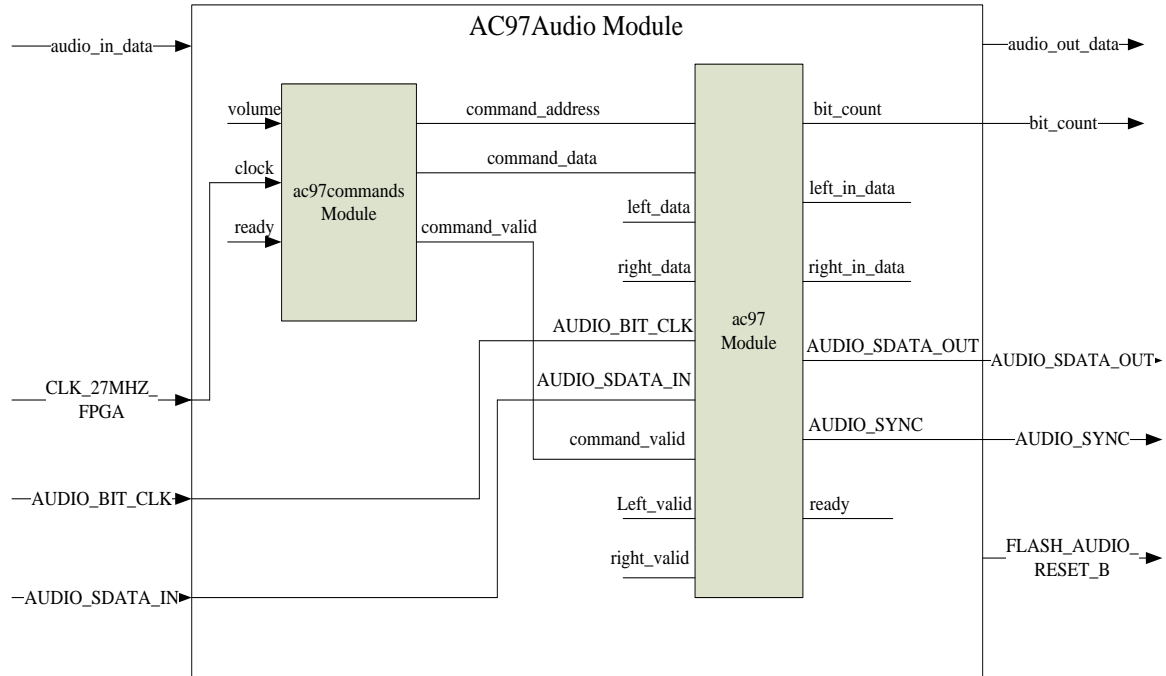 AC97Audio Module
audio_in_data
audio_out_data
volume
command_address
bit_count
bit_count
clock
command_data
ac97commands
Module
left_in_data
left_data
ready
command_valid
right_data
right_in_data
ac97
Module
AUDIO_BIT_CLK
AUDIO_SDATA_OUT
AUDIO_SDATA_OUT
AUDIO_SDATA_IN
CLK_27MHZ_
FPGA
command_valid
AUDIO_SYNC
AUDIO_SYNC
AUDIO_BIT_CLK
Left_valid
ready
right_valid
FLASH_AUDIO_
RESET_B
AUDIO_SDATA_IN